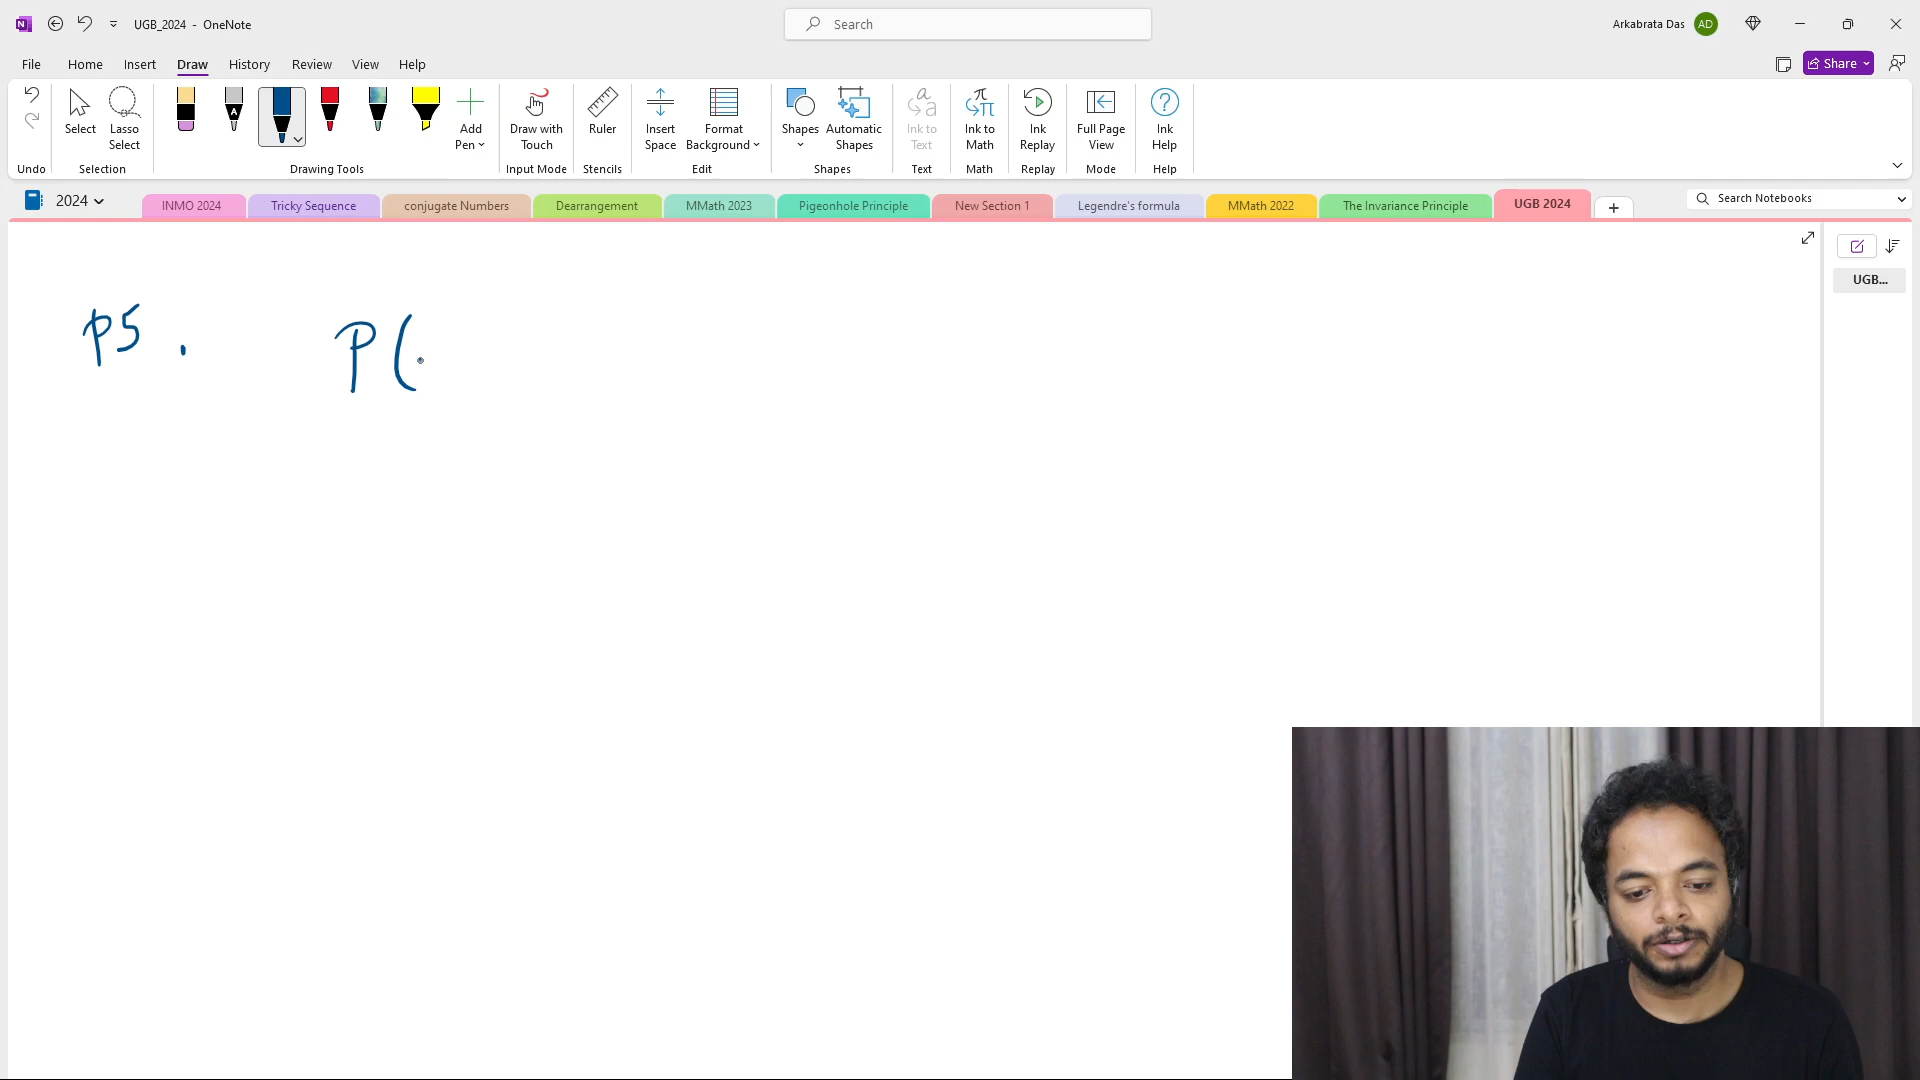 UGB_2024 - OneNote
Search
Arkabrata Das AD
File Home Insert Draw History Review View Help
Share
Select
Lasso Select
A
Add Pen
Draw with Touch
Ruler
Insert Space
Format Background
Shapes
Automatic Shapes
Ink to Text
Ink to Math
Ink Replay
Full Page View
Ink Help
Undo Selection Drawing Tools Input Mode Stencils Edit Shapes Text Math Replay Mode Help
2024 INMO 2024 Tricky Sequence conjugate Numbers Dearrangement MMath 2023 Pigeonhole Principle New Section 1 Legendre's formula MMath 2022 The Invariance Principle UGB 2024 + Search Notebooks
UGB...
P5 . P(